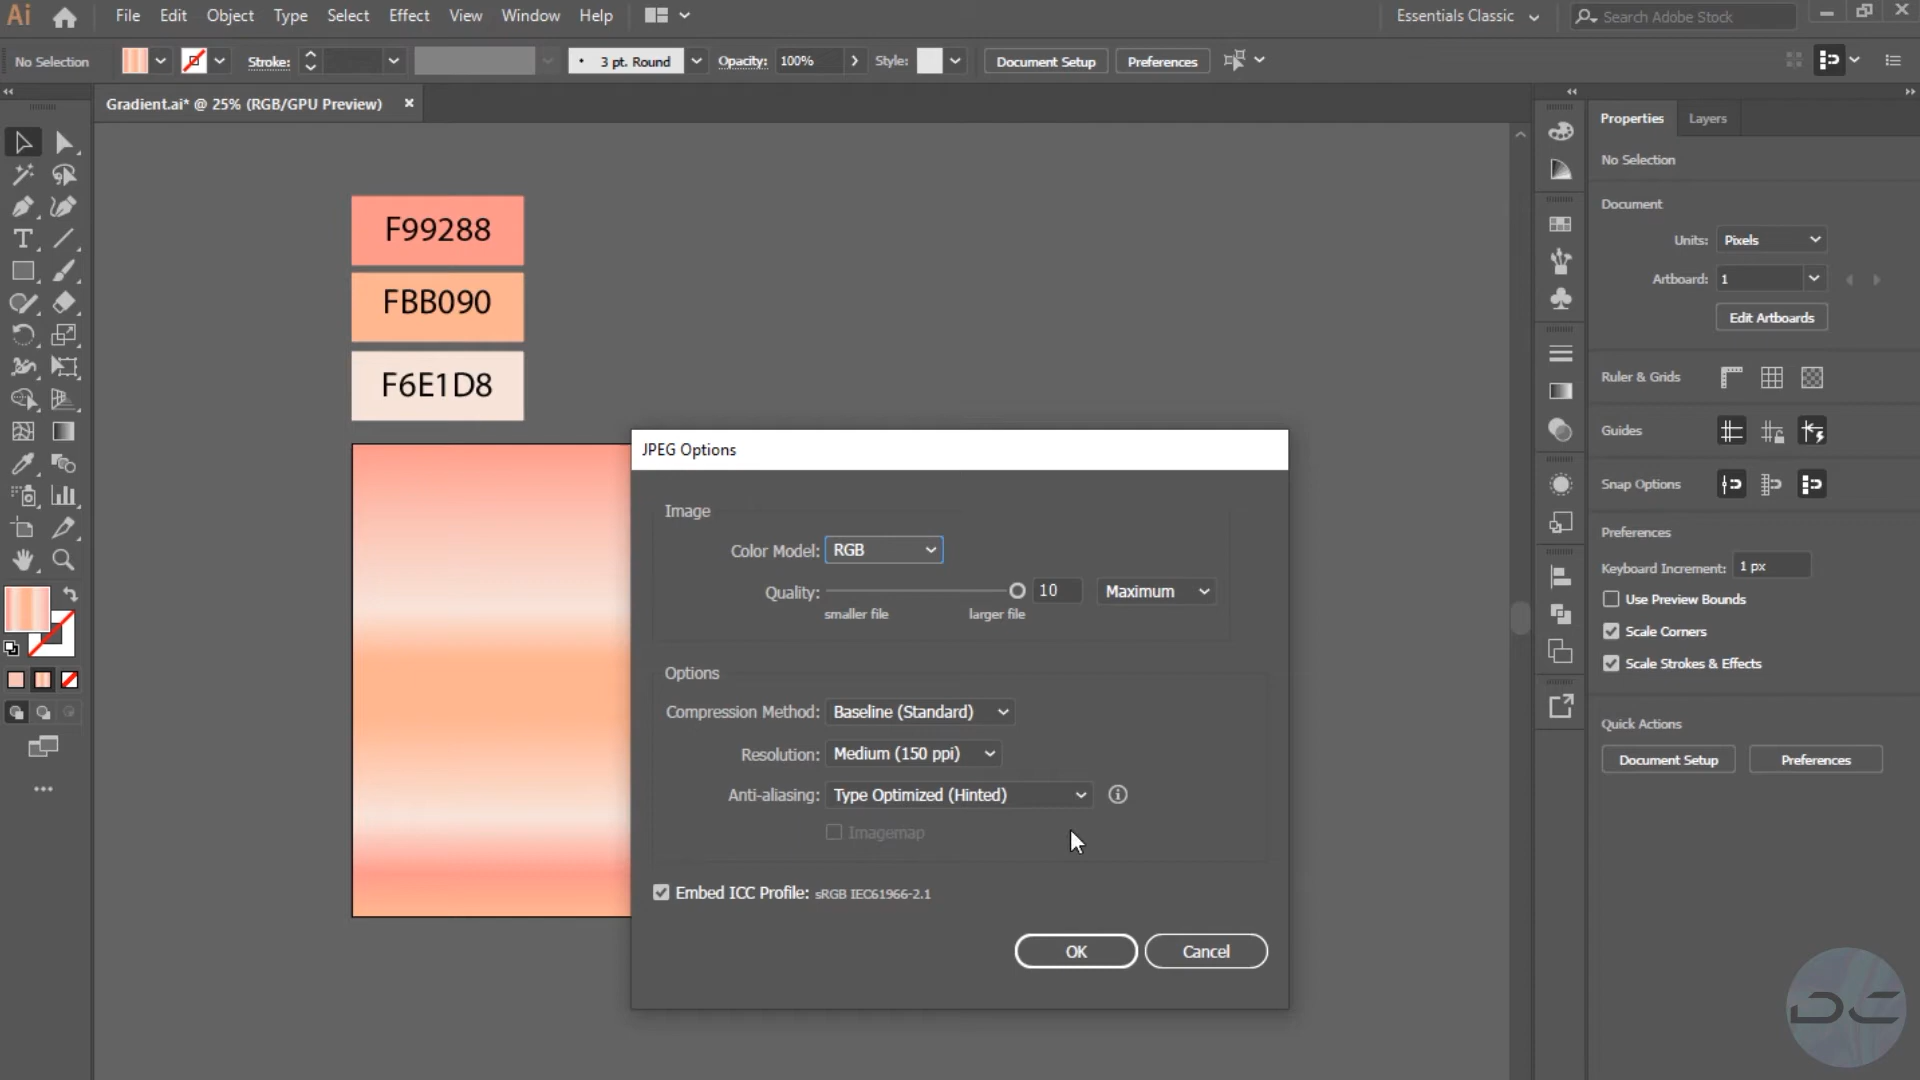 Ai File Edit Object Type Select Effect View Window Help Essentials Classic Search Adobe Stock
No Selection Stroke: 3 pt. Round Opacity: 100% Style: Document Setup Preferences
Gradient.ai* @ 25% (RGB/GPU Preview) ×
Properties Layers
No Selection
Document
Units: Pixels
Artboard: 1
Edit Artboards
Ruler & Grids
Guides
Snap Options
Preferences
Keyboard Increment: 1 px
Use Preview Bounds
Scale Corners
Scale Strokes & Effects
Quick Actions
Document Setup Preferences
F99288
FBB090
F6E1D8
JPEG Options
Image
Color Model: RGB
Quality: 10 Maximum
smaller file larger file
Options
Compression Method: Baseline (Standard)
Resolution: Medium (150 ppi)
Anti-aliasing: Type Optimized (Hinted)
Imagemap
Embed ICC Profile: sRGB IEC61966-2.1
OK Cancel
DC